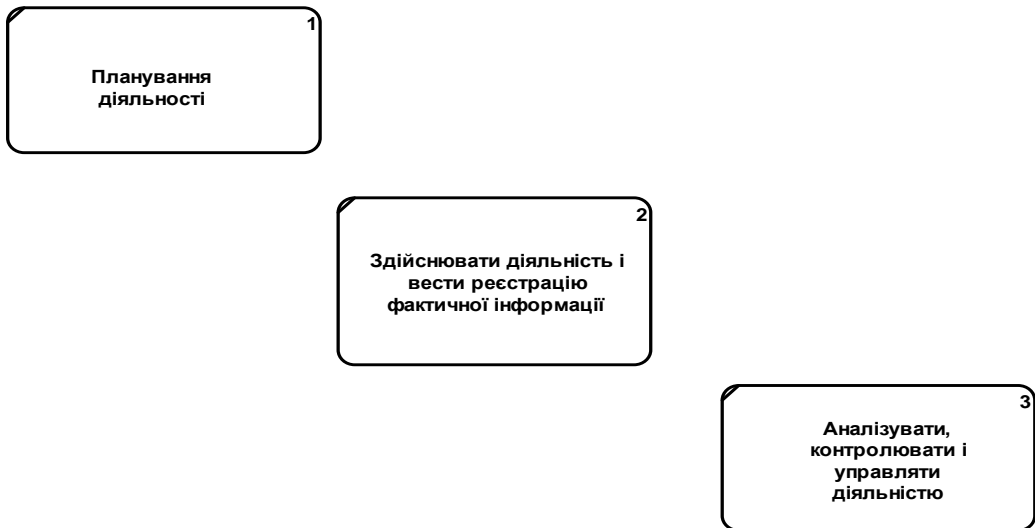 1
Планування
діяльності
2
Здійснювати діяльність і
вести реєстрацію
фактичної інформації
3
Аналізувати,
контролювати і
управляти
діяльністю